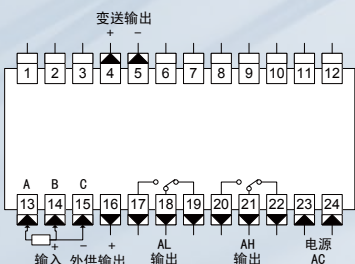 变送输出
+ −
1 2 3 4 5 6 7 8 9 10 11 12
A B C
13 14 15 16 17 18 19 20 21 22 23 24
+ − + AL AH 电源
输入 外供输出 输出 输出 AC